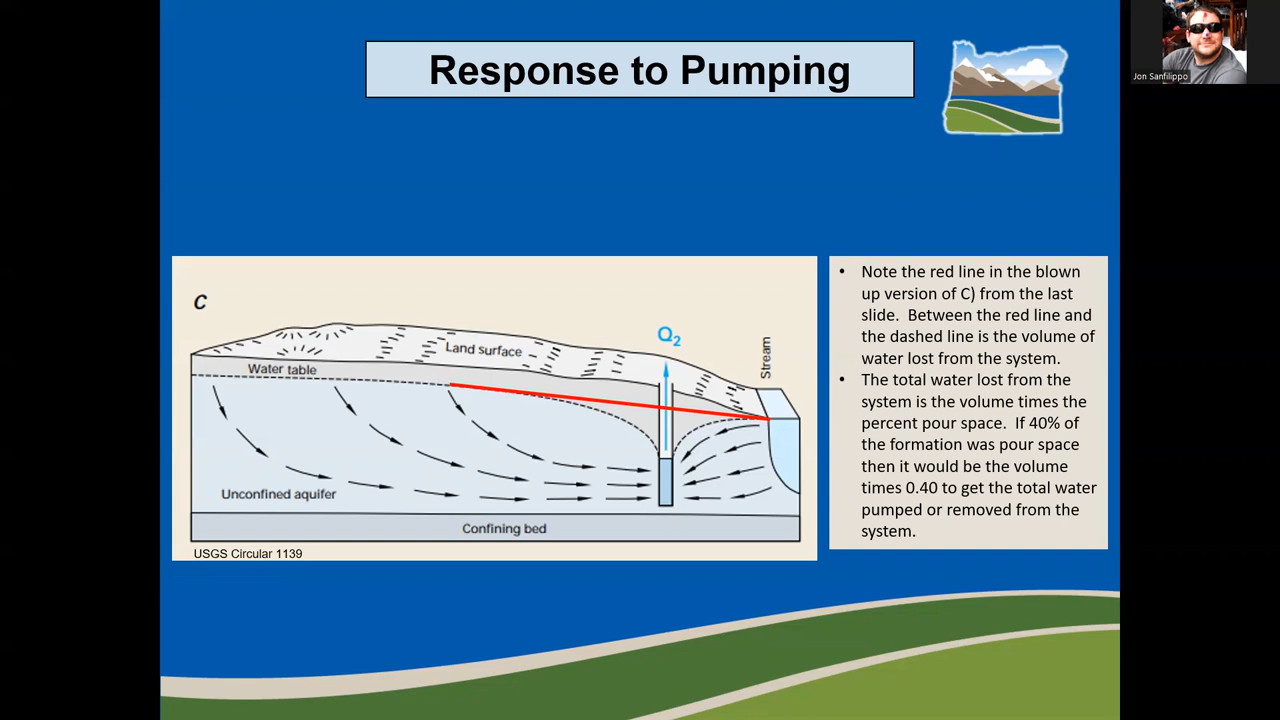 Response to Pumping
Jon Sanfilippo
C
Q2
Land surface
Stream
Water table
Unconfined aquifer
Confining bed
USGS Circular 1139
• Note the red line in the blown
up version of C) from the last
slide. Between the red line and
the dashed line is the volume of
water lost from the system.
• The total water lost from the
system is the volume times the
percent pour space. If 40% of
the formation was pour space
then it would be the volume
times 0.40 to get the total water
pumped or removed from the
system.